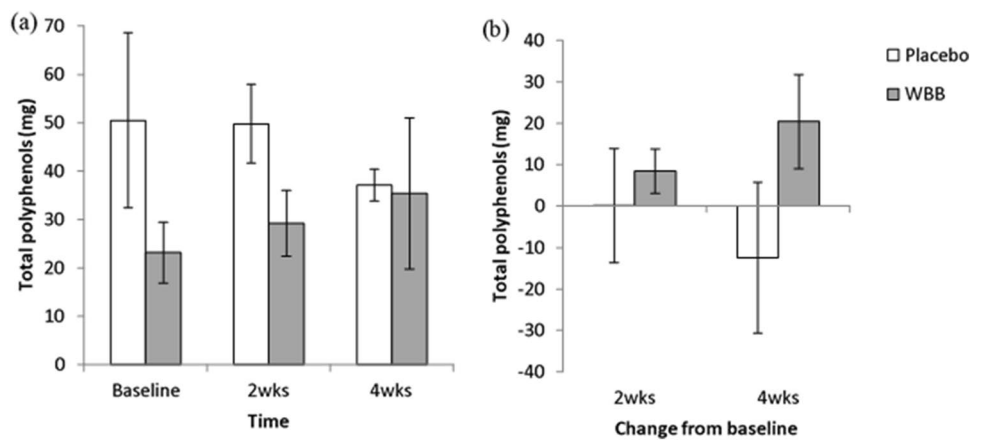 (a)
Total polyphenols (mg)
70
60
50
40
30
20
10
0
Baseline
2wks
4wks
Time
(b)
Total polyphenols (mg)
40
30
20
10
0
-10
-20
-30
-40
2wks
4wks
Change from baseline
Placebo
WBB